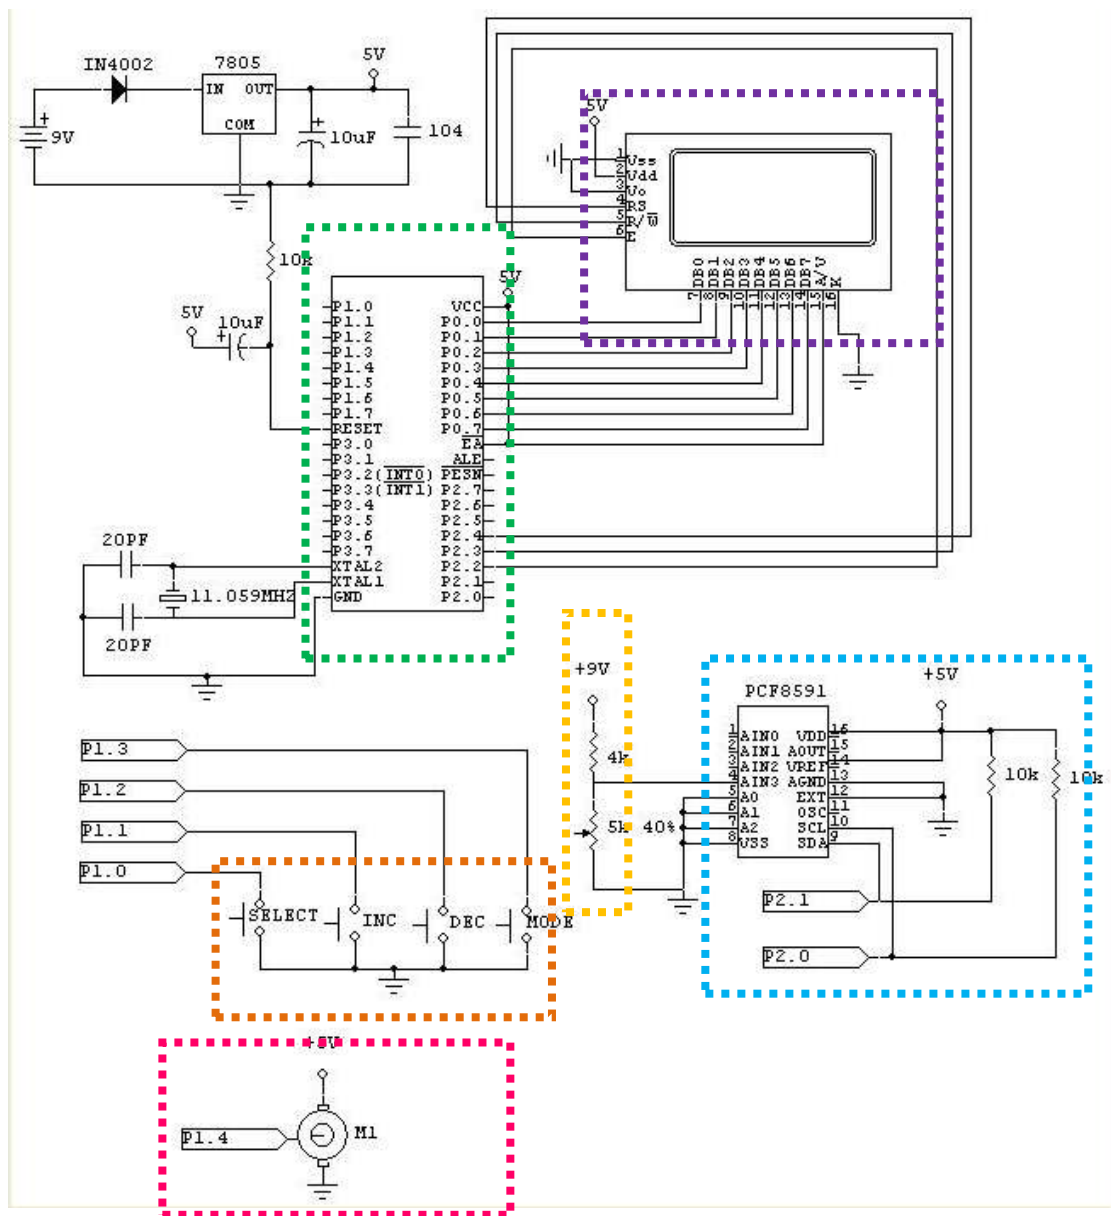 IN4002
7805
5V
IN OUT
COM
9V
10uF
104
10k
5V
10uF
5V
P1.0
P1.1
P1.2
P1.3
P1.4
P1.5
P1.6
P1.7
RESET
P3.0
P3.1
P3.2(INT0)
P3.3(INT1)
P3.4
P3.5
P3.6
P3.7
XTAL2
XTAL1
GND
VCC
P0.0
P0.1
P0.2
P0.3
P0.4
P0.5
P0.6
P0.7
EA
ALE
PESN
P2.7
P2.6
P2.5
P2.4
P2.3
P2.2
P2.1
P2.0
5V
1 Vss
2 Vdd
3 Vo
4 RS
5 R/W
6 E
7 DB0
8 DB1
9 DB2
10 DB3
11 DB4
12 DB5
13 DB6
14 DB7
15 A/V
16 K
20PF
11.059MHZ
20PF
+9V
4k
5k 40%
PCF8591
+5V
1 AIN0 VDD 16
2 AIN1 AOUT 15
3 AIN2 VREF 14
4 AIN3 AGND 13
5 A0 EXT 12
6 A1 OSC 11
7 A2 SCL 10
8 VSS SDA 9
10k
10k
P2.1
P2.0
P1.3
P1.2
P1.1
P1.0
SELECT
INC
DEC
MODE
P1.4
M1